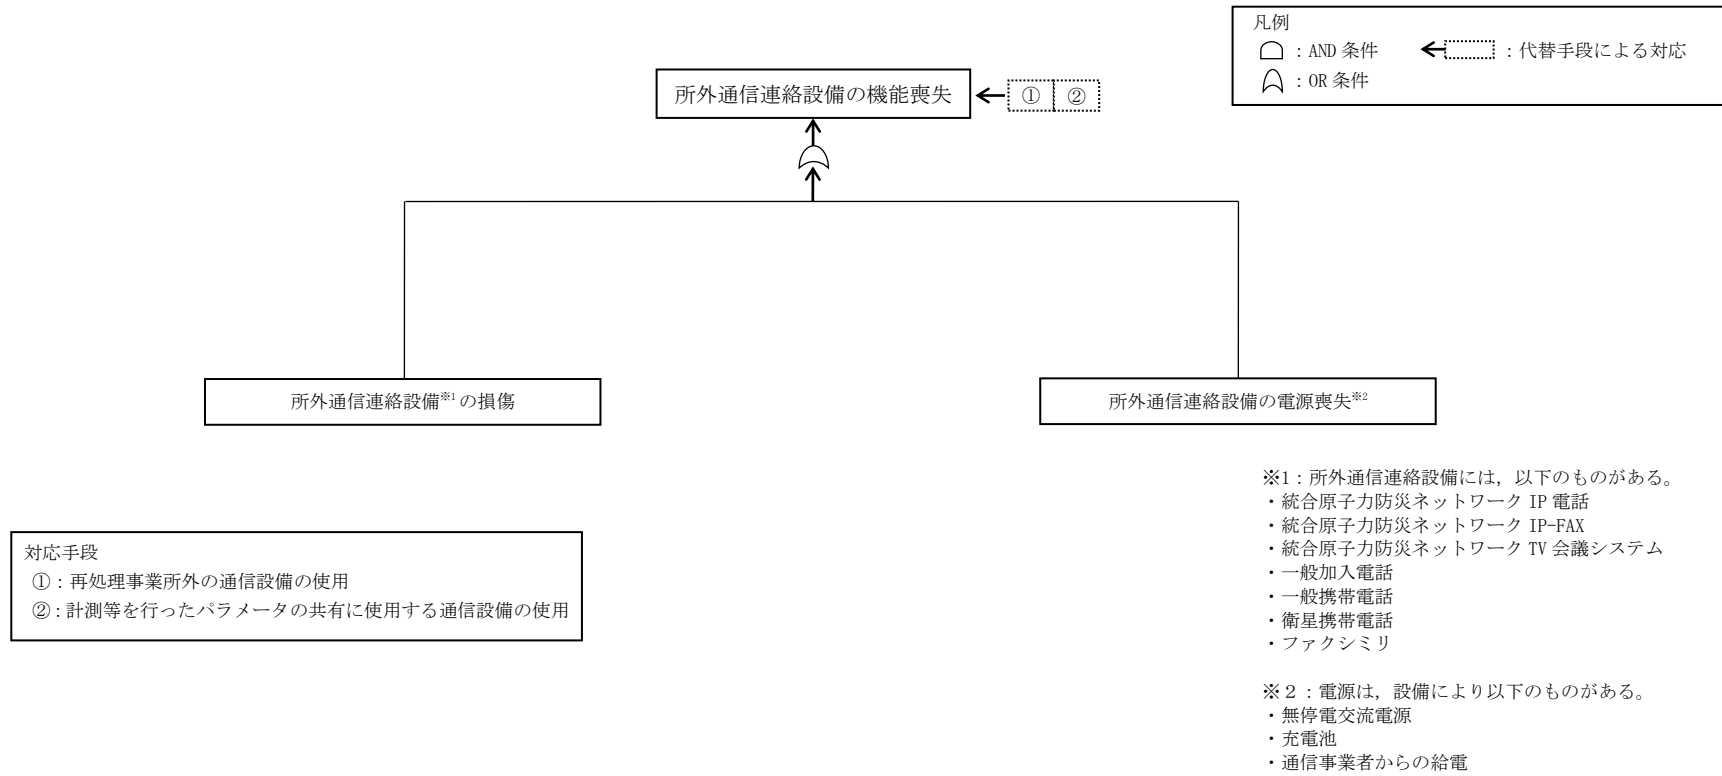 凡例
：AND 条件
：代替手段による対応
：OR 条件
所外通信連絡設備の機能喪失
① ②
所外通信連絡設備※1の損傷
所外通信連絡設備の電源喪失※2
※1：所外通信連絡設備には，以下のものがある。
・統合原子力防災ネットワーク IP 電話
・統合原子力防災ネットワーク IP-FAX
・統合原子力防災ネットワーク TV 会議システム
・一般加入電話
・一般携帯電話
・衛星携帯電話
・ファクシミリ
※２：電源は，設備により以下のものがある。
・無停電交流電源
・充電池
・通信事業者からの給電
対応手段
①：再処理事業所外の通信設備の使用
②：計測等を行ったパラメータの共有に使用する通信設備の使用